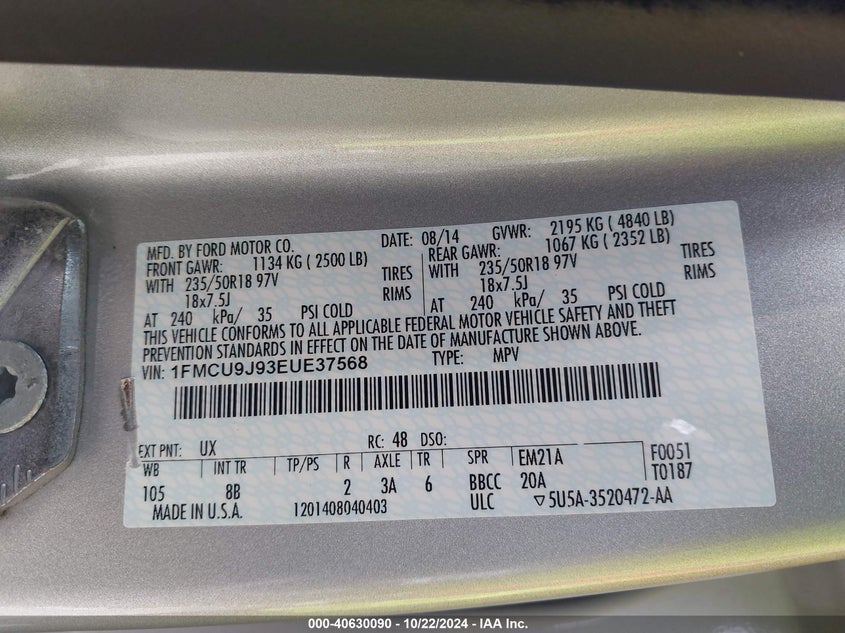 MFD. BY FORD MOTOR CO. DATE: 08/14 GVWR: 2195 KG ( 4840 LB)
FRONT GAWR: 1134 KG ( 2500 LB) REAR GAWR: 1067 KG ( 2352 LB)
WITH 235/50R18 97V TIRES WITH 235/50R18 97V TIRES
18x7.5J RIMS 18x7.5J RIMS
AT 240 kPa/ 35 PSI COLD AT 240 kPa/ 35 PSI COLD
THIS VEHICLE CONFORMS TO ALL APPLICABLE FEDERAL MOTOR VEHICLE SAFETY AND THEFT
PREVENTION STANDARDS IN EFFECT ON THE DATE OF MANUFACTURE SHOWN ABOVE.
VIN: 1FMCU9J93EUE37568 TYPE: MPV
EXT PNT: UX RC: 48 DSO:
WB INT TR TP/PS R AXLE TR SPR EM21A F0051
105 8B 2 3A 6 BBCC 20A T0187
MADE IN U.S.A. 1201408040403 ULC ▽5U5A-3520472-AA
000-40630090 - 10/22/2024 - IAA Inc.